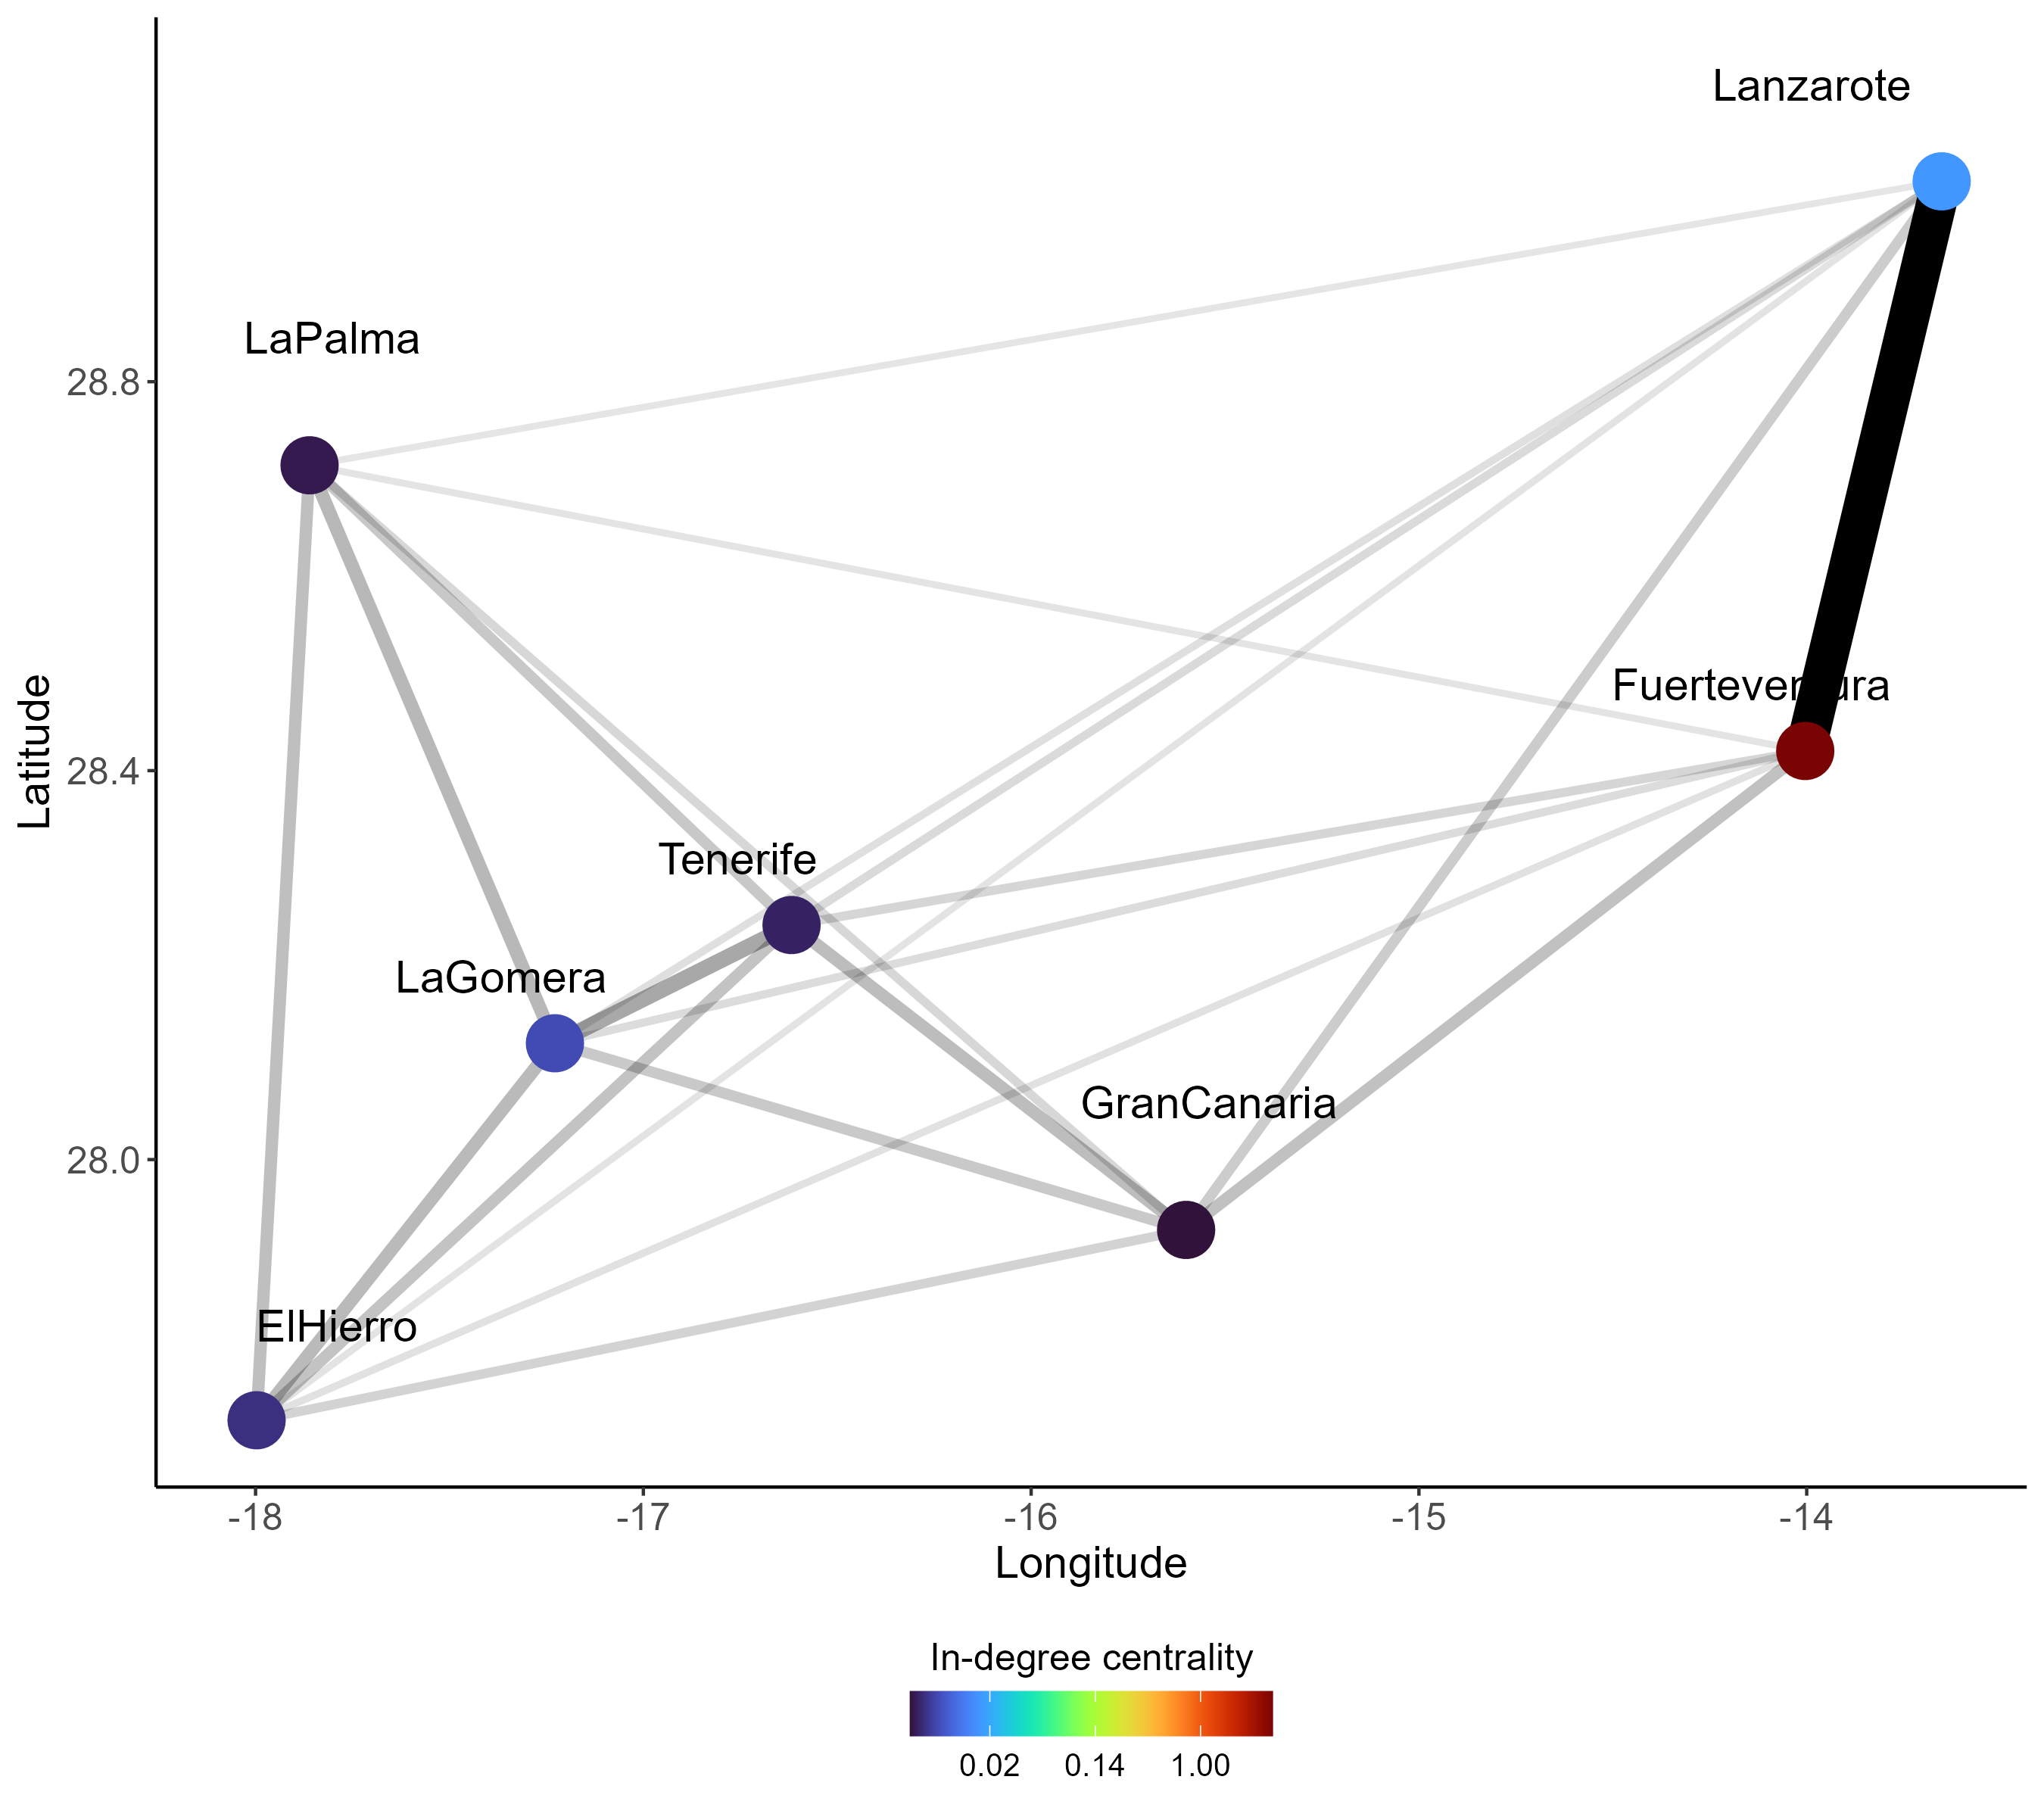 Lanzarote
LaPalma
28.8
Fuerteventura
28.4
Latitude
Tenerife
LaGomera
GranCanaria
28.0
ElHierro
-18 -17 -16 -15 -14
Longitude
In-degree centrality
0.02 0.14 1.00